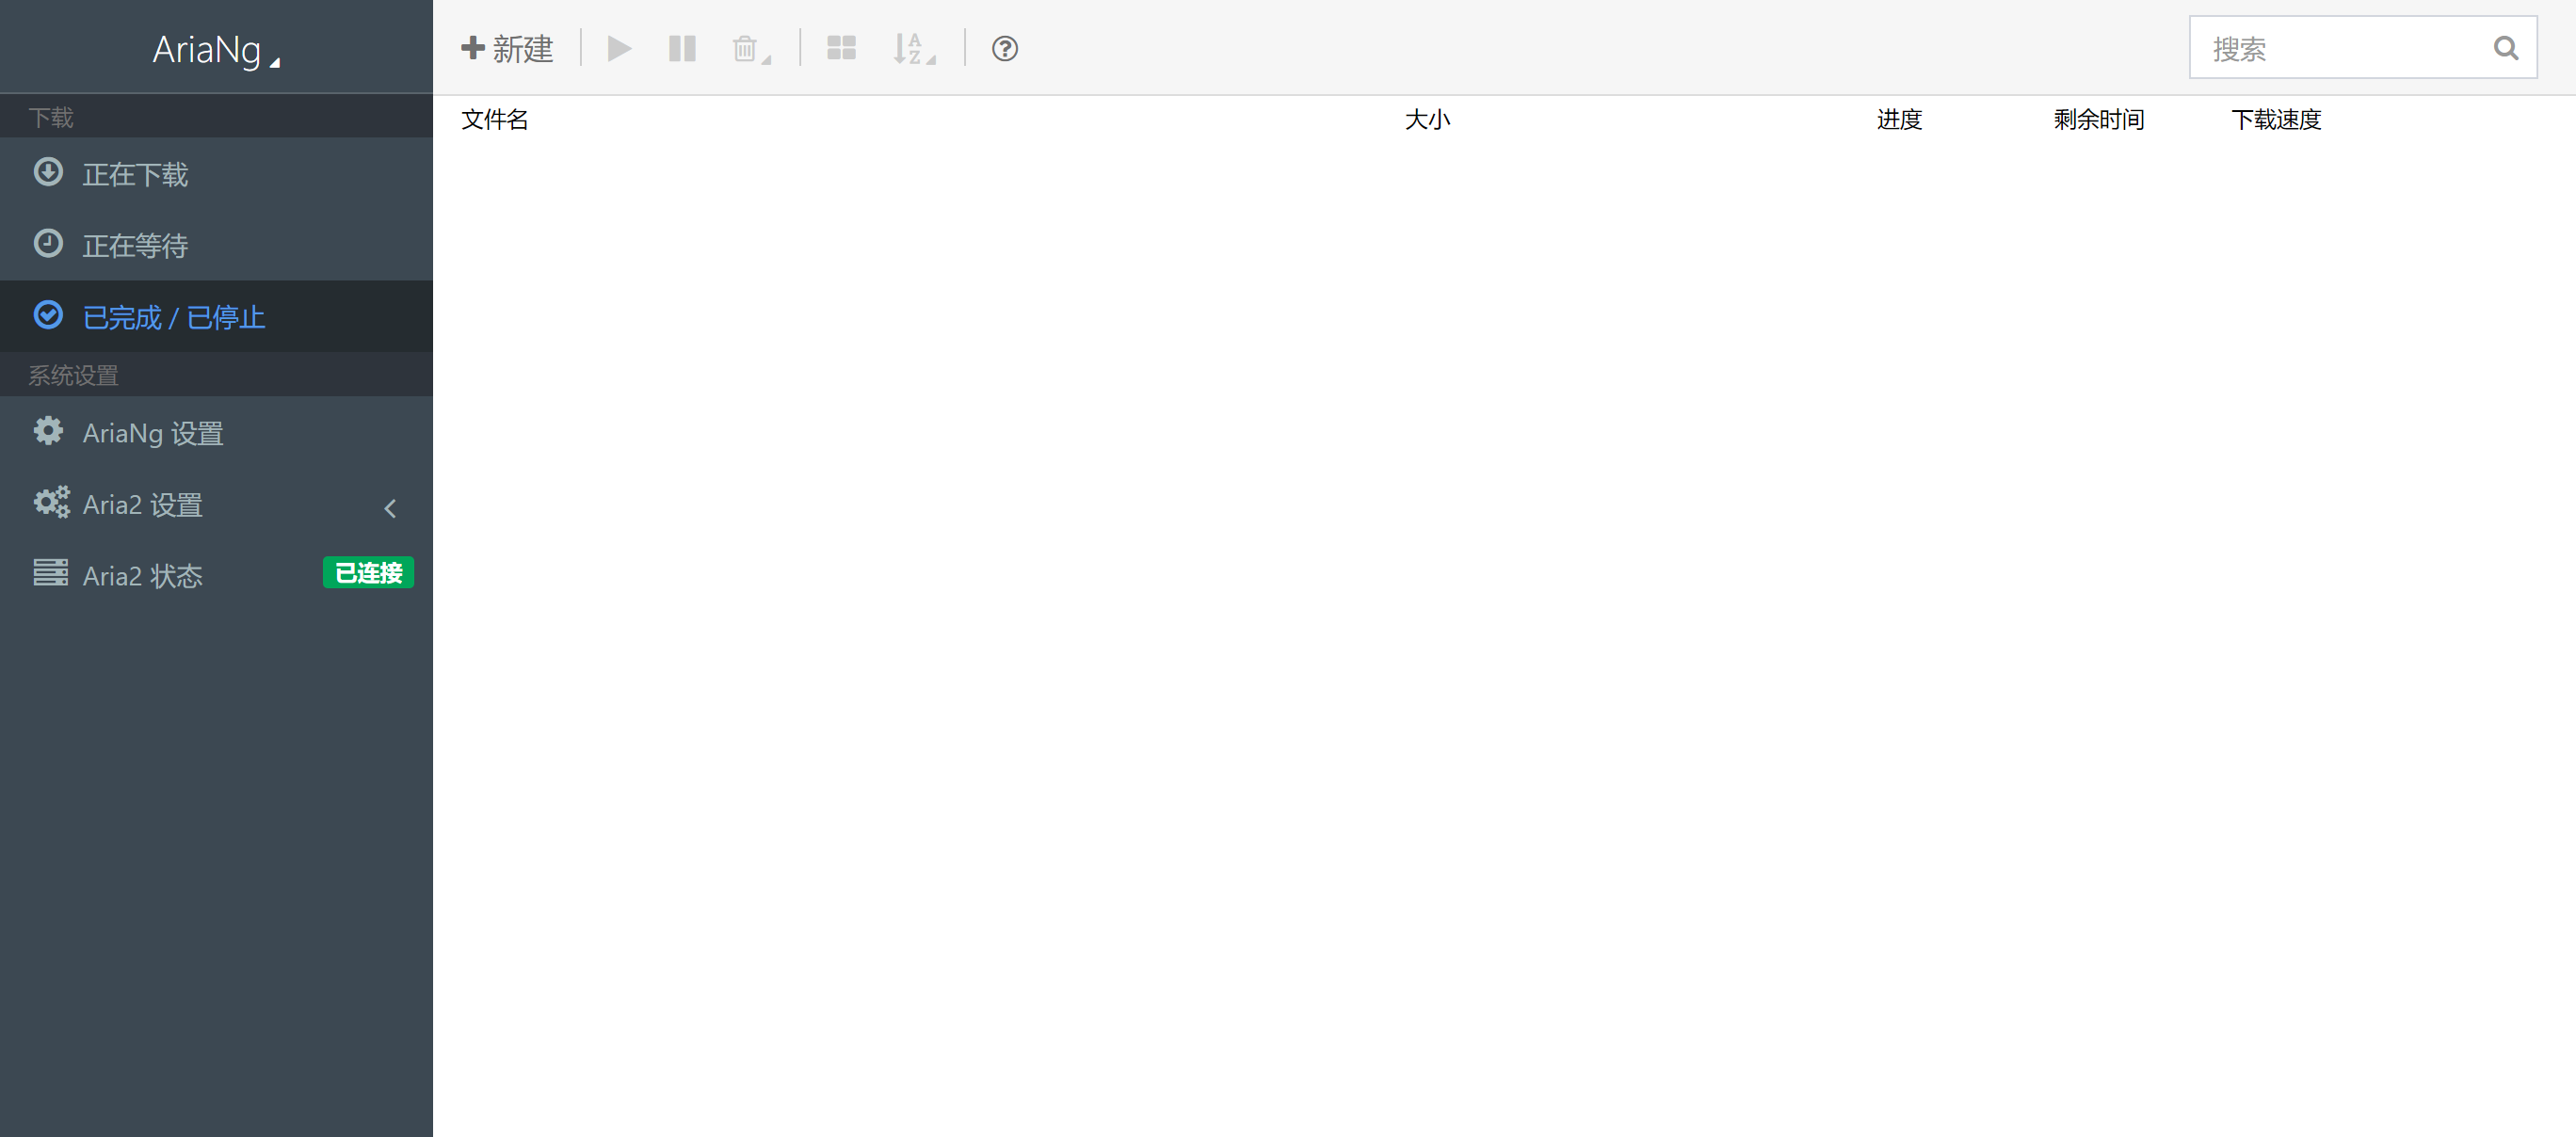 AriaNg
新建
搜索
下载
文件名 大小 进度 剩余时间 下载速度
正在下载
正在等待
已完成 / 已停止
系统设置
AriaNg 设置
Aria2 设置
Aria2 状态 已连接